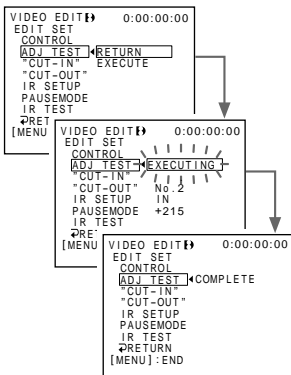 VIDEO EDIT 0:00:00:00
EDIT SET
CONTROL
ADJ TEST RETURN
"CUT-IN" EXECUTE
"CUT-OUT"
IR SETUP
PAUSEMODE
IR TEST
RET
[MENU
VIDEO EDIT 0:00:00:00
EDIT SET
CONTROL
ADJ TEST EXECUTING
"CUT-IN"
"CUT-OUT" No.2
IR SETUP IN
PAUSEMODE +215
IR TEST
RE
[MENU
VIDEO EDIT 0:00:00:00
EDIT SET
CONTROL
ADJ TEST COMPLETE
"CUT-IN"
"CUT-OUT"
IR SETUP
PAUSEMODE
IR TEST
RETURN
[MENU]:END